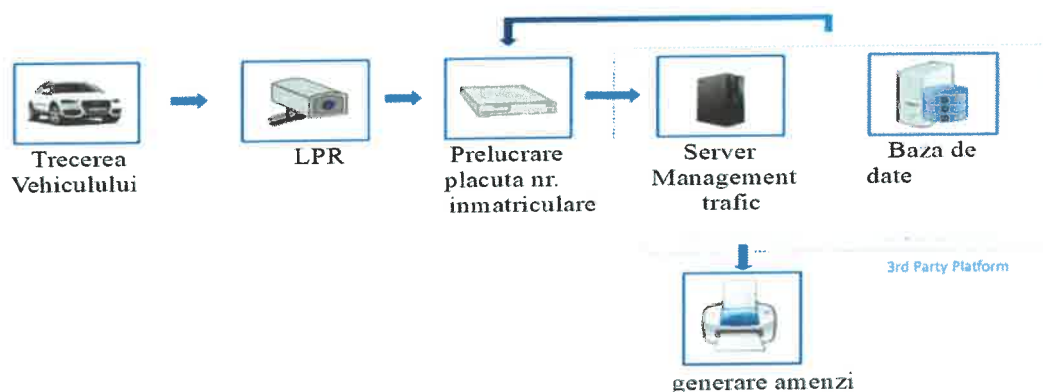 Trecerea
Vehiculului
LPR
Prelucrare
placuta nr.
inmatriculare
Server
Management
trafic
Baza de
date
...
3rd Party Platform
generare amenzi